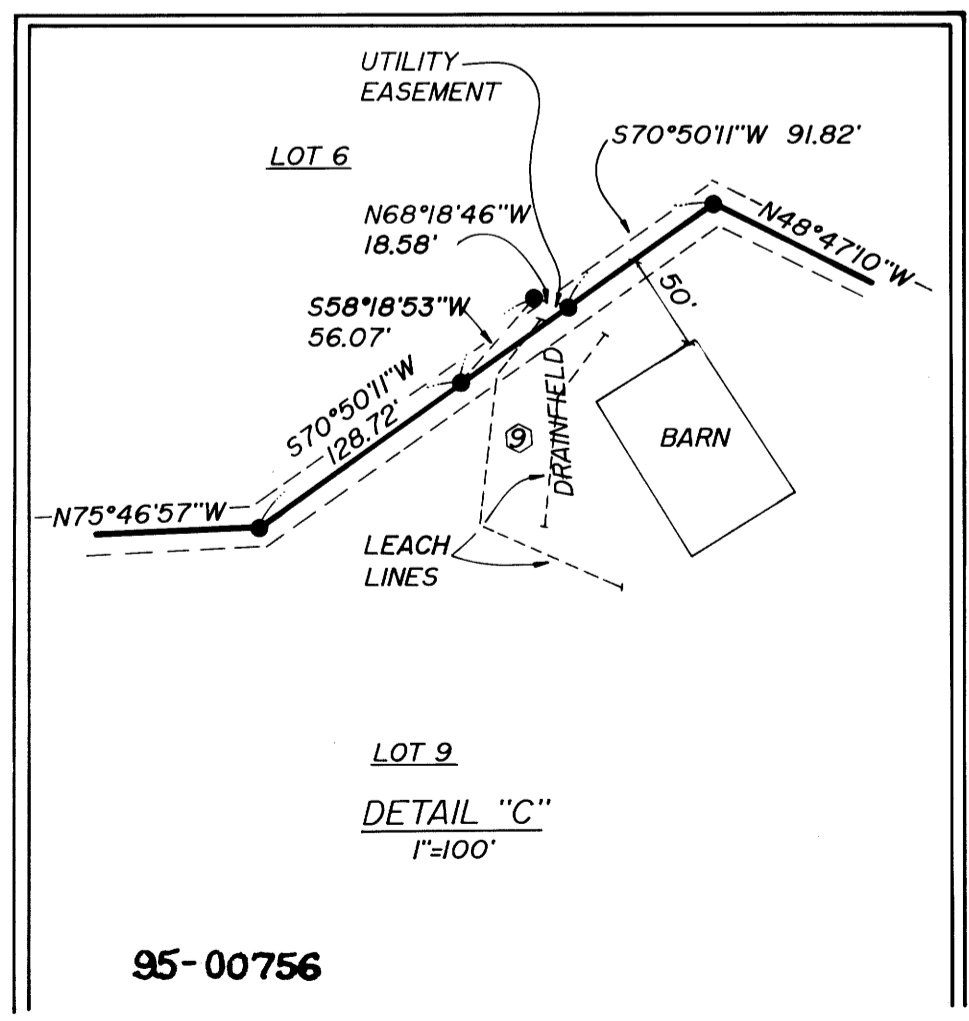 UTILITY
EASEMENT
S70°50'11"W 91.82'
LOT 6
N68°18'46"W
18.58'
N48°47'10"W
50'
S58°18'53"W
56.07'
S70°50'11"W
128.72'
DRAINFIELD
9
BARN
N75°46'57"W
LEACH
LINES
LOT 9
DETAIL "C"
1"=100'
95-00756